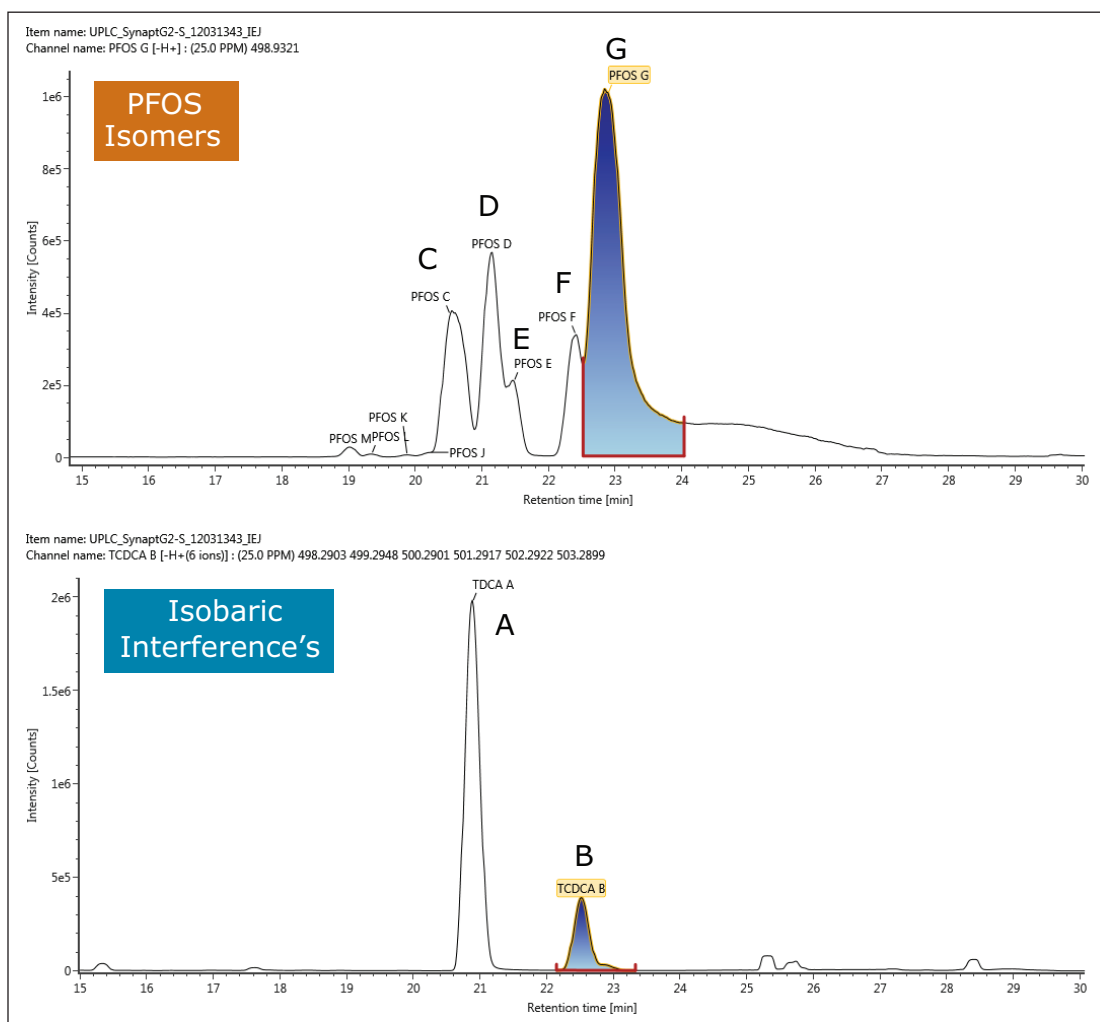 Item name: UPLC_SynaptG2-S_12031343_IEJ
Channel name: PFOS G [-H+] : (25.0 PPM) 498.9321
G
PFOS G
1e6
PFOS
Isomers
8e5
D
PFOS D
6e5
C
F
PFOS C
PFOS F
4e5
E
PFOS E
2e5
PFOS K
PFOS M
PFOS L
PFOS J
0
Intensity [Counts]
15 16 17 18 19 20 21 22 23 24 25 26 27 28 29 30
Retention time [min]
Item name: UPLC_SynaptG2-S_12031343_IEJ
Channel name: TCDCA B [-H+(6 ions)] : (25.0 PPM) 498.2903 499.2948 500.2901 501.2917 502.2922 503.2899
TDCA A
2e6
Isobaric
Interference's
A
1.5e6
1e6
B
5e5
TCDCA B
0
Intensity [Counts]
15 16 17 18 19 20 21 22 23 24 25 26 27 28 29 30
Retention time [min]